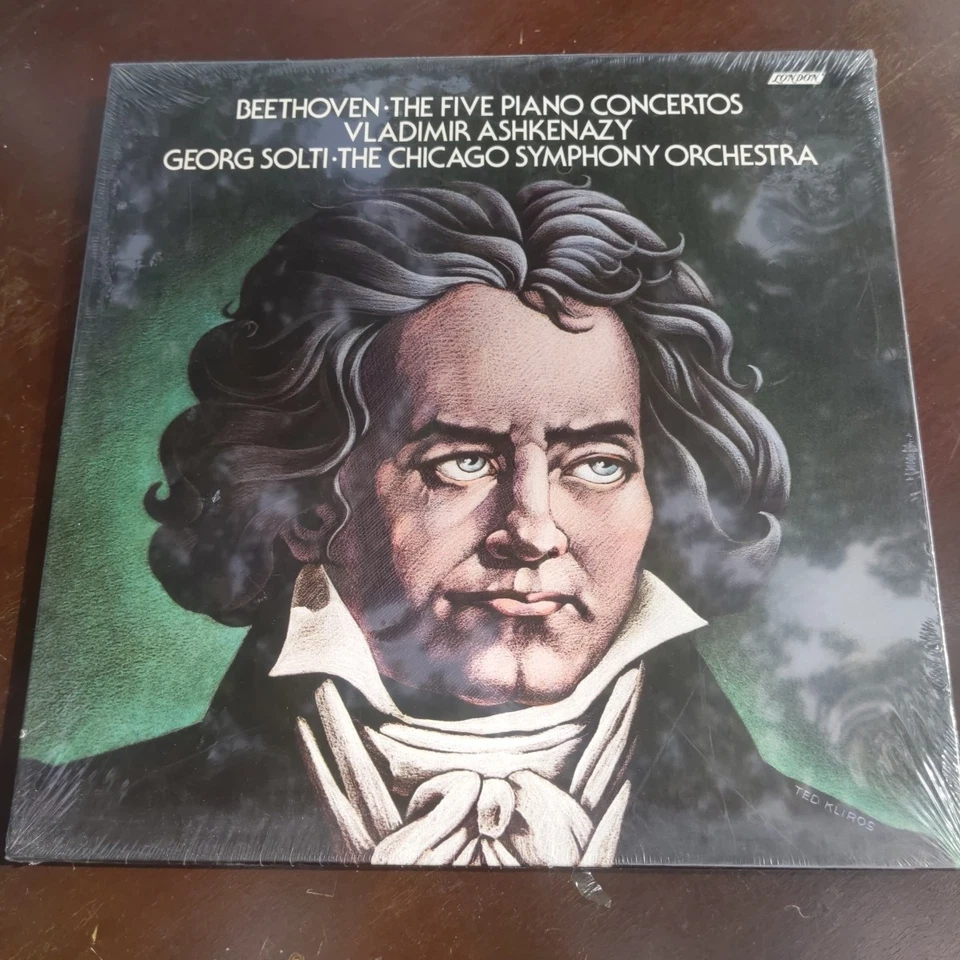 LONDON
BEETHOVEN·THE FIVE PIANO CONCERTOS
VLADIMIR ASHKENAZY
GEORG SOLTI·THE CHICAGO SYMPHONY ORCHESTRA
TED KLIROS